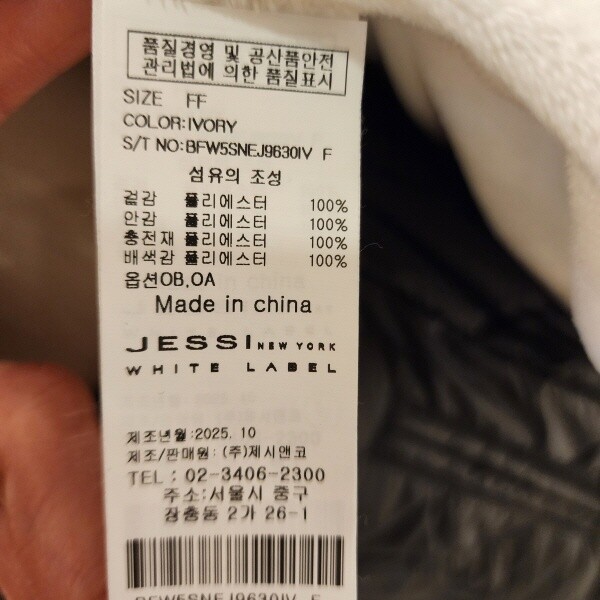 품질경영 및 공산품안전
관리법에 의한 품질표시
SIZE FF
COLOR:IVORY
S/T NO:BFW5SNEJ9630IV F
섬유의 조성
겉감 폴리에스터 100%
안감 폴리에스터 100%
충전재 폴리에스터 100%
배색감 폴리에스터 100%
옵션OB,OA
Made in china
JESSI NEW YORK
WHITE LABEL
제조년월:2025. 10
제조/판매원: (주)제시앤코
TEL : 02-3406-2300
주소:서울시 중구
장충동 2가 26-1
BFW5SNEJ9630IV F